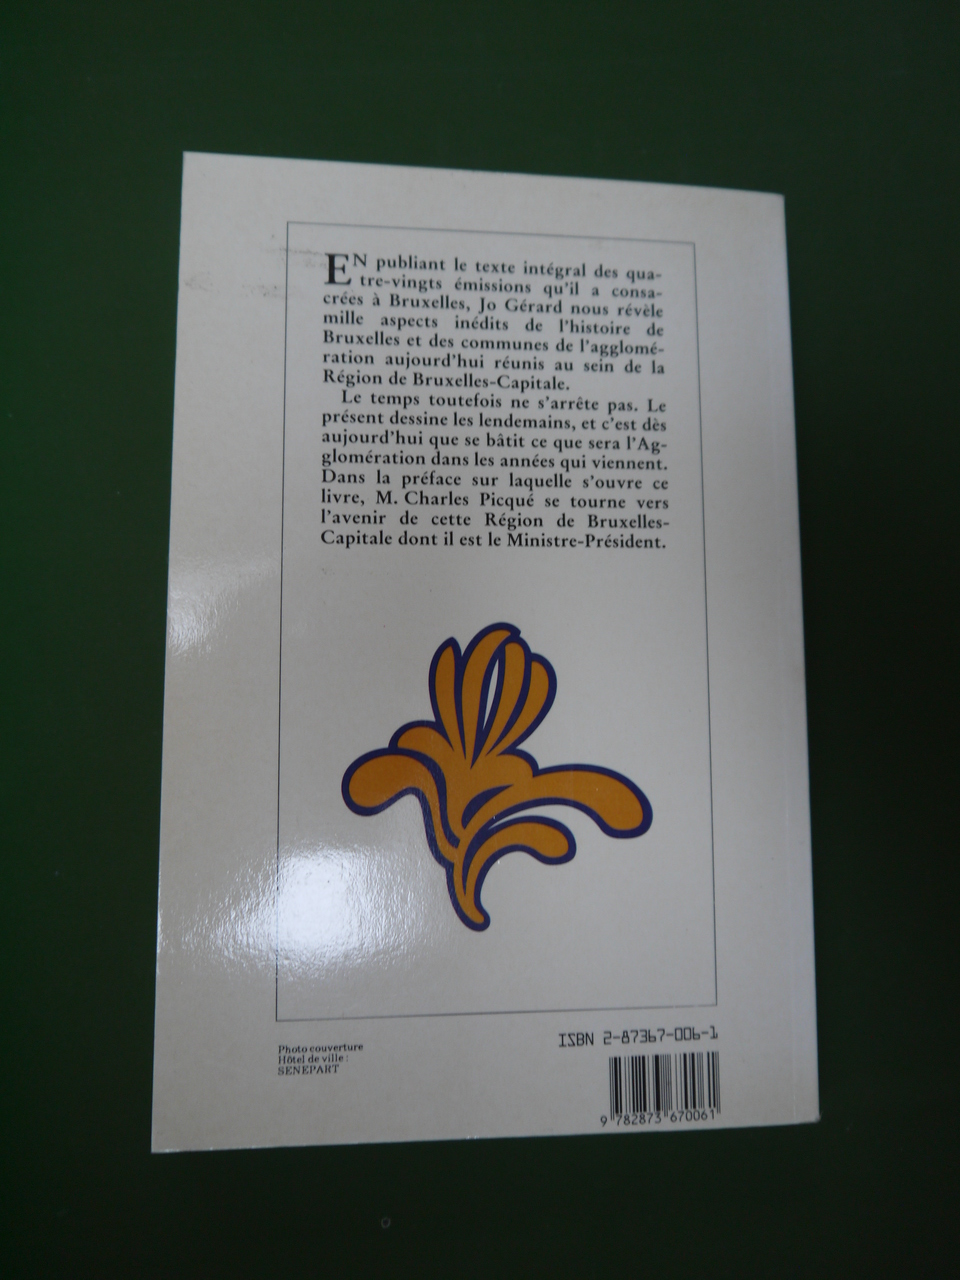 EN publiant le texte intégral des qua-
tre-vingts émissions qu'il a consa-
crées à Bruxelles, Jo Gérard nous révèle
mille aspects inédits de l'histoire de
Bruxelles et des communes de l'agglomé-
ration aujourd'hui réunis au sein de la
Région de Bruxelles-Capitale.
Le temps toutefois ne s'arrête pas. Le
présent dessine les lendemains, et c'est dès
aujourd'hui que se bâtit ce que sera l'Ag-
glomération dans les années qui viennent.
Dans la préface sur laquelle s'ouvre ce
livre, M. Charles Picqué se tourne vers
l'avenir de cette Région de Bruxelles-
Capitale dont il est le Ministre-Président.
ISBN 2-87367-006-1
Photo couverture
Hôtel de ville :
SENEPART
9 782873 670061